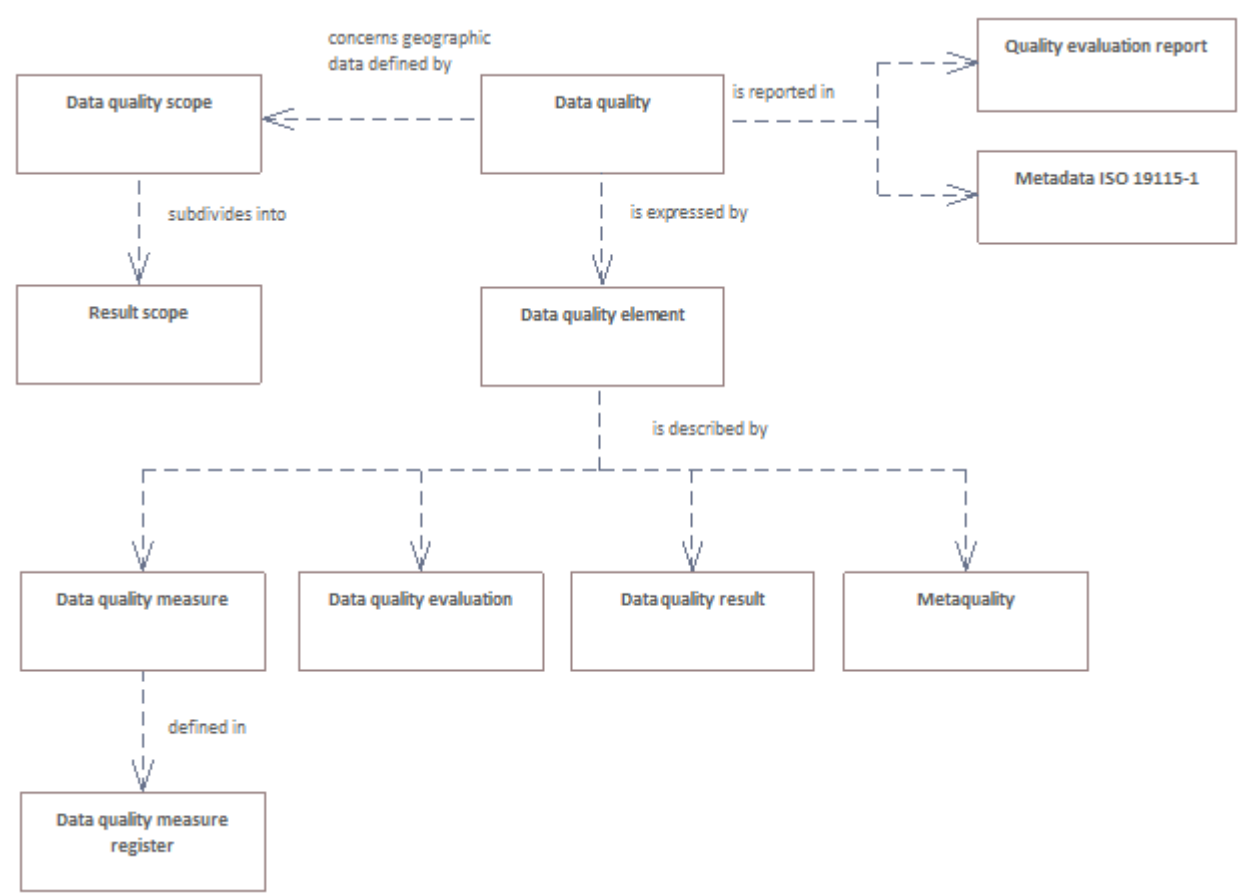 concerns geographic
data defined by
Quality evaluation report
Data quality scope
Data quality
is reported in
Metadata ISO 19115-1
subdivides into
is expressed by
Result scope
Data quality element
is described by
Data quality measure
Data quality evaluation
Data quality result
Metaquality
defined in
Data quality measure
register